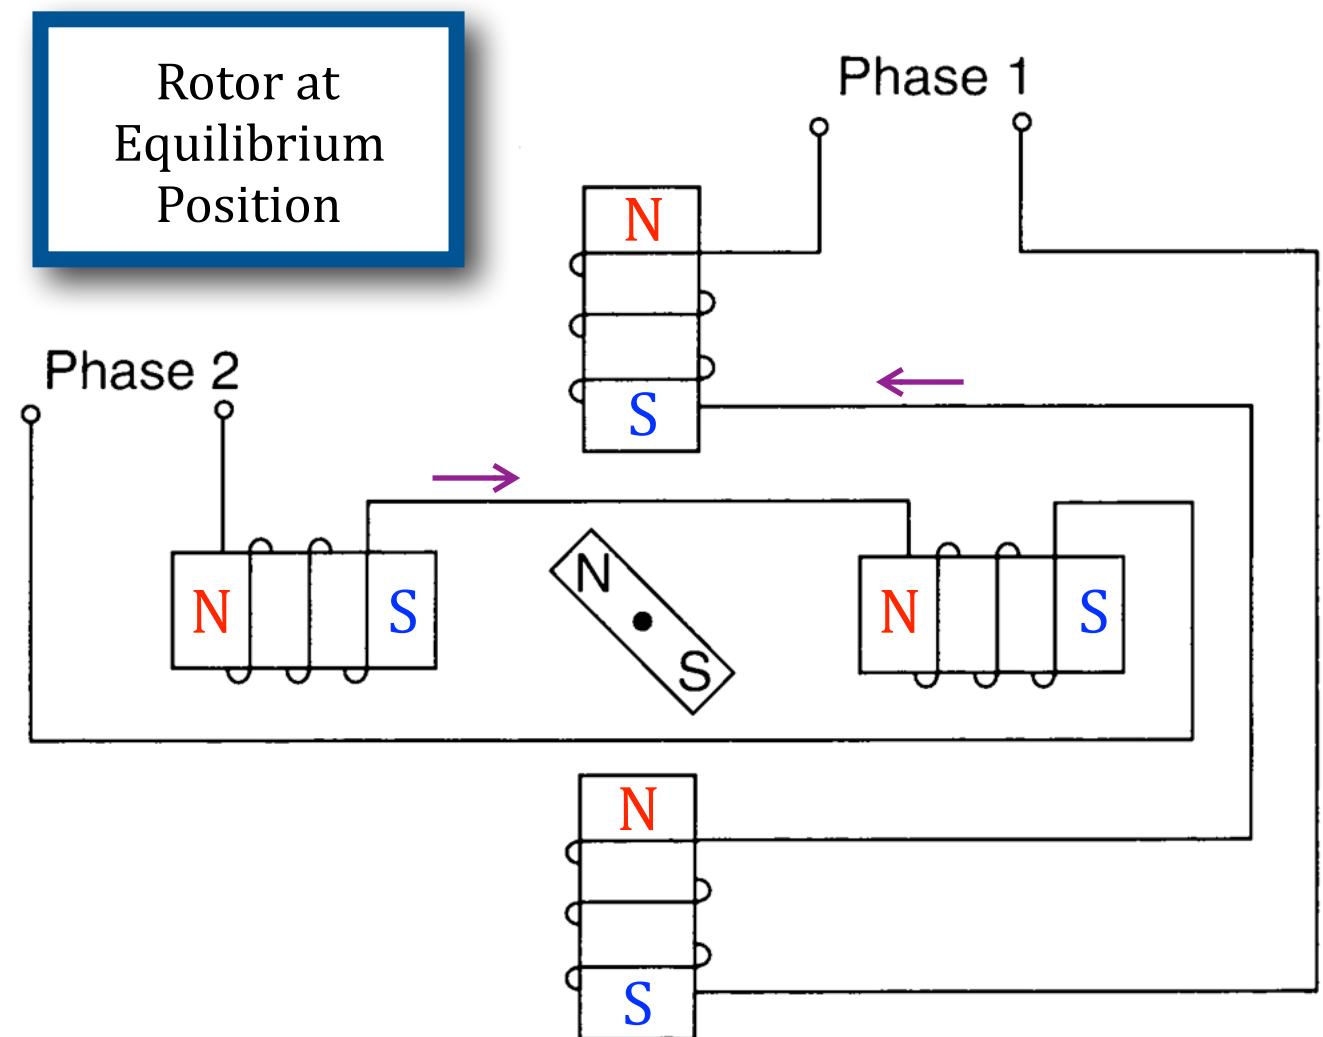 Rotor at
Equilibrium
Position
Phase 1
N
S
Phase 2
N
S
N
S
N
S
N
S